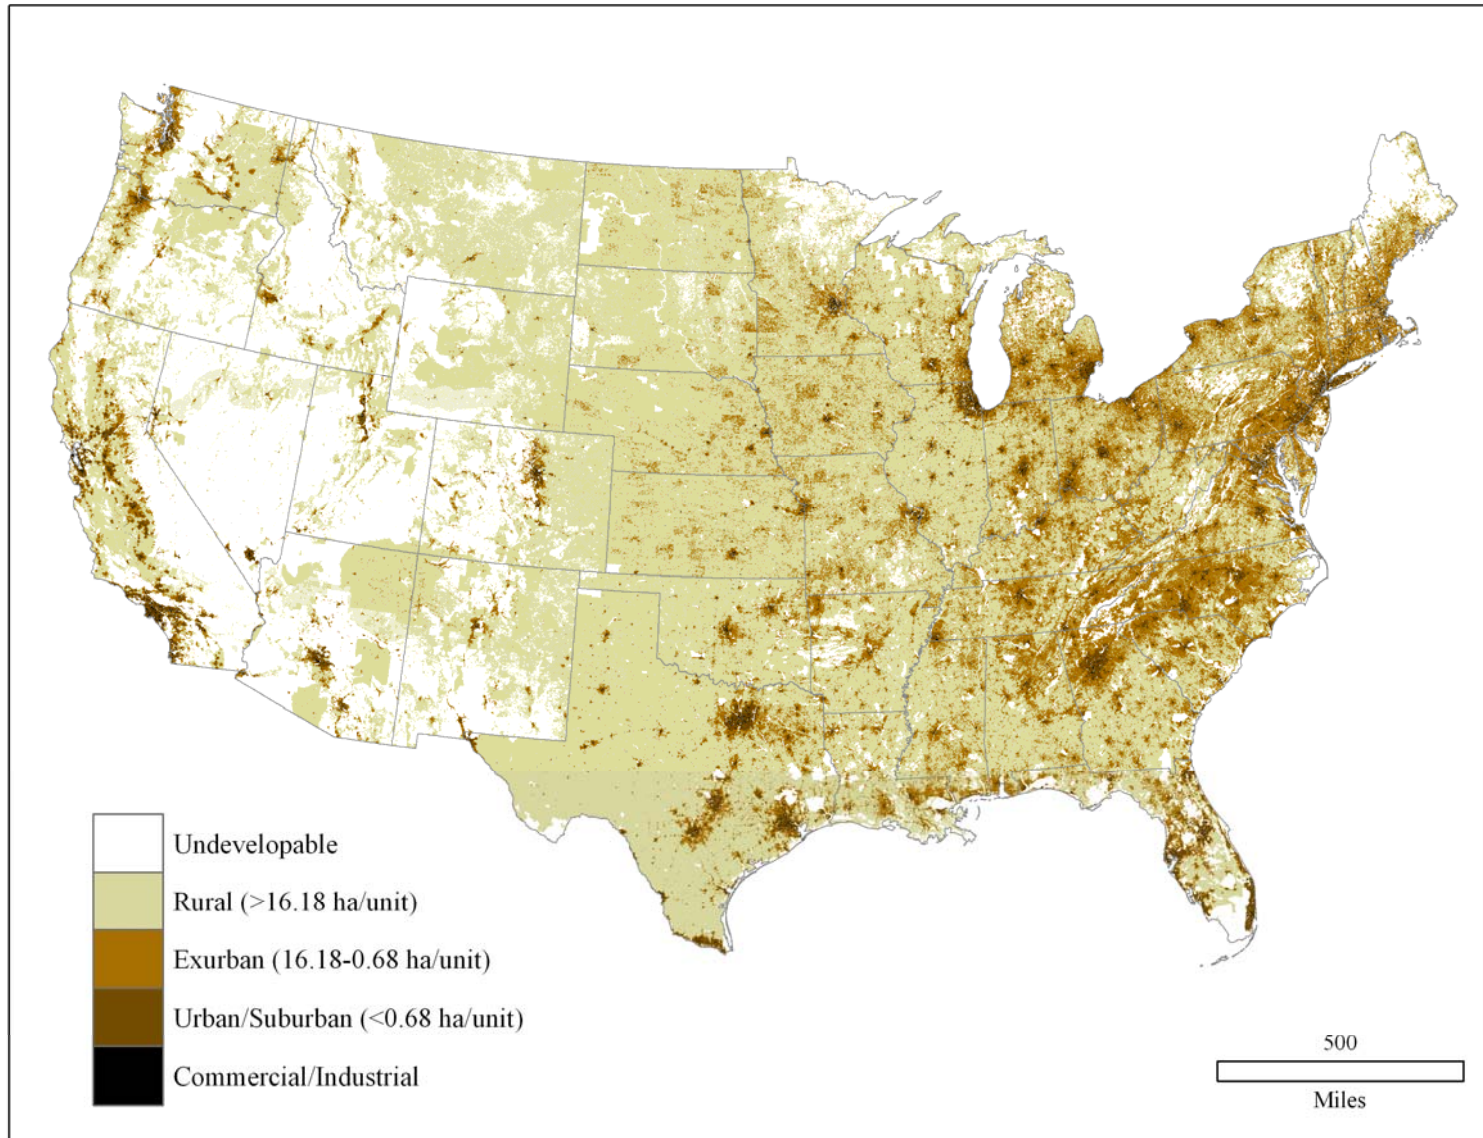 Undevelopable
Rural (>16.18 ha/unit)
Exurban (16.18-0.68 ha/unit)
Urban/Suburban (<0.68 ha/unit)
Commercial/Industrial
500
Miles